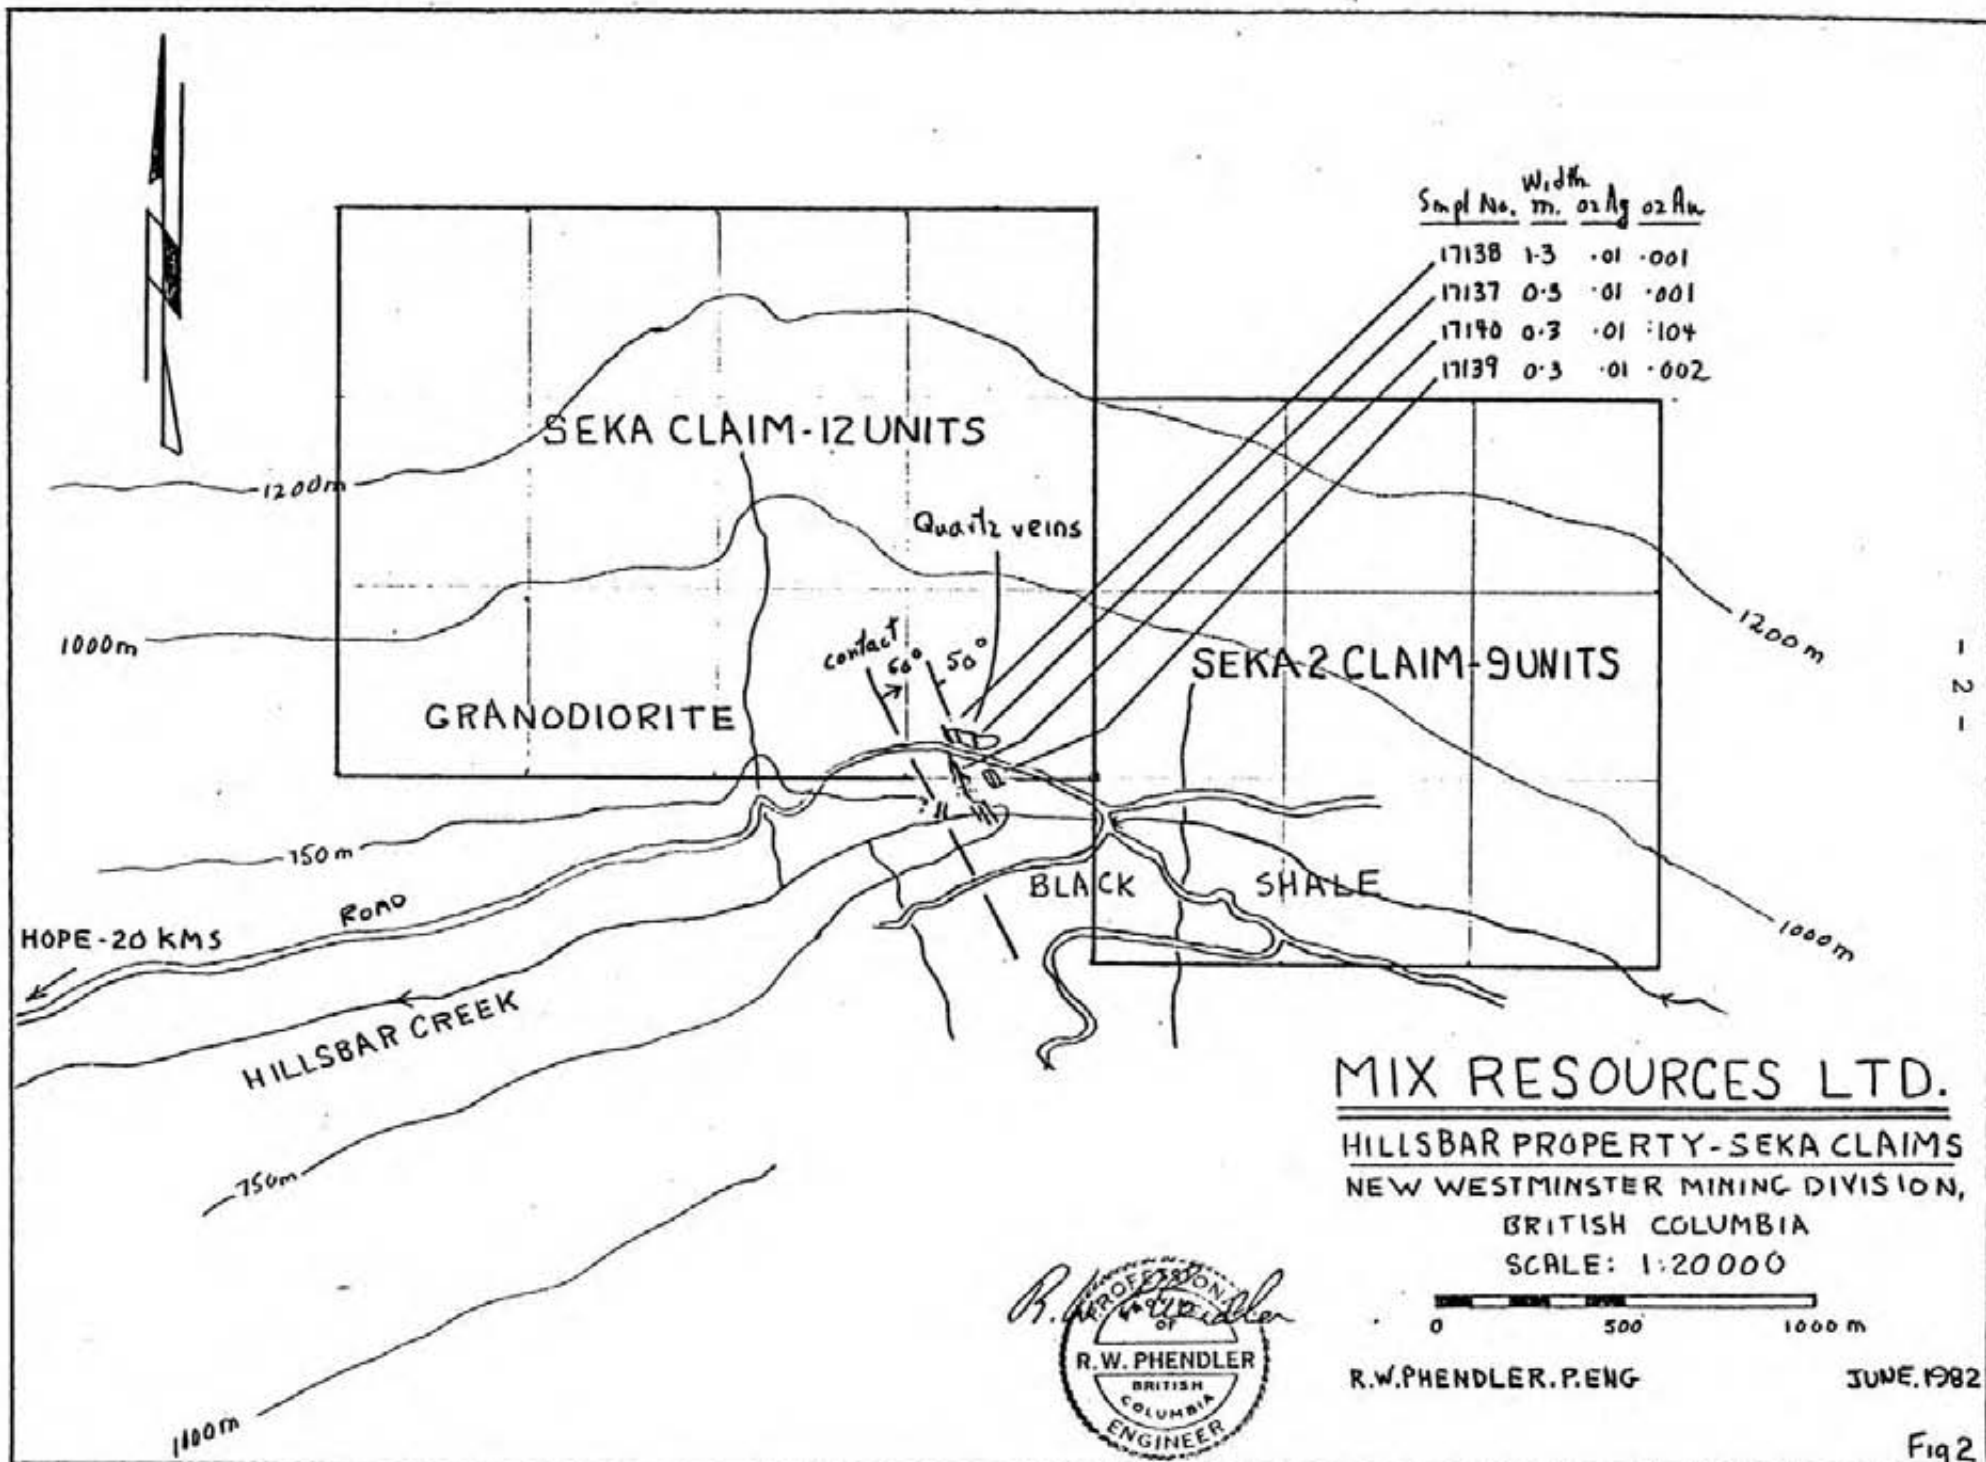 Width
Smpl No. m. oz Ag oz Au
17138 1.3 .01 .001
17137 0.3 .01 .001
17140 0.3 .01 .104
17139 0.3 .01 .002
SEKA CLAIM-12 UNITS
1200m
Quartz veins
1000m
contact
60°
50°
GRANODIORITE
SEKA 2 CLAIM-9 UNITS
1200m
- 2 -
750m
ROAD
BLACK SHALE
HOPE-20 KMS
1000m
HILLSBAR CREEK
750m
1100m
MIX RESOURCES LTD.
HILLSBAR PROPERTY-SEKA CLAIMS
NEW WESTMINSTER MINING DIVISION,
BRITISH COLUMBIA
SCALE: 1:20000
0 500 1000 m
R.W.PHENDLER.P.ENG JUNE.1982
PROFESSIONAL
OF
R.W. PHENDLER
BRITISH
COLUMBIA
ENGINEER
Fig 2